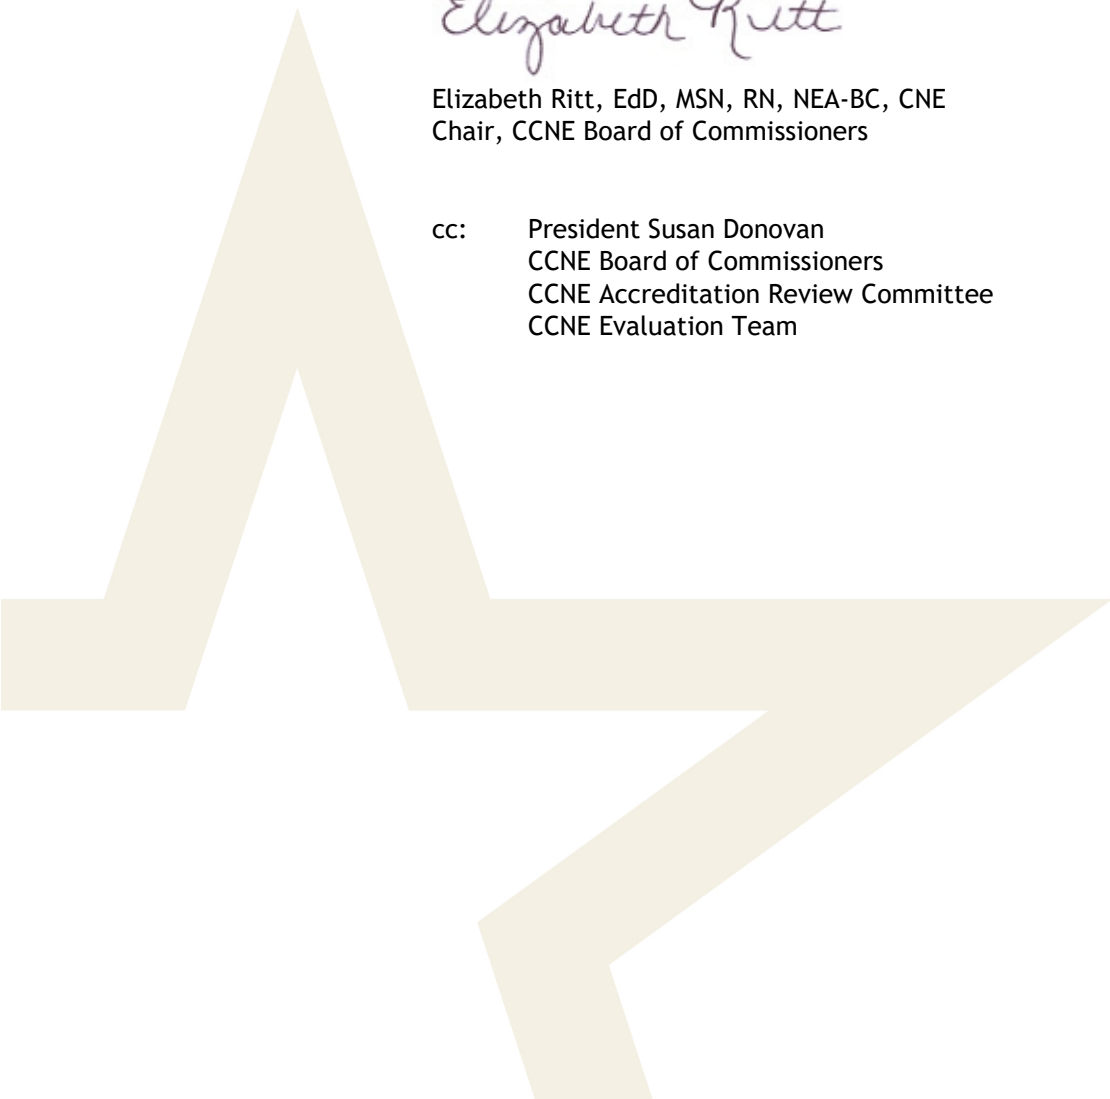 Elizabeth Ritt
Elizabeth Ritt, EdD, MSN, RN, NEA-BC, CNE
Chair, CCNE Board of Commissioners
cc: President Susan Donovan
CCNE Board of Commissioners
CCNE Accreditation Review Committee
CCNE Evaluation Team